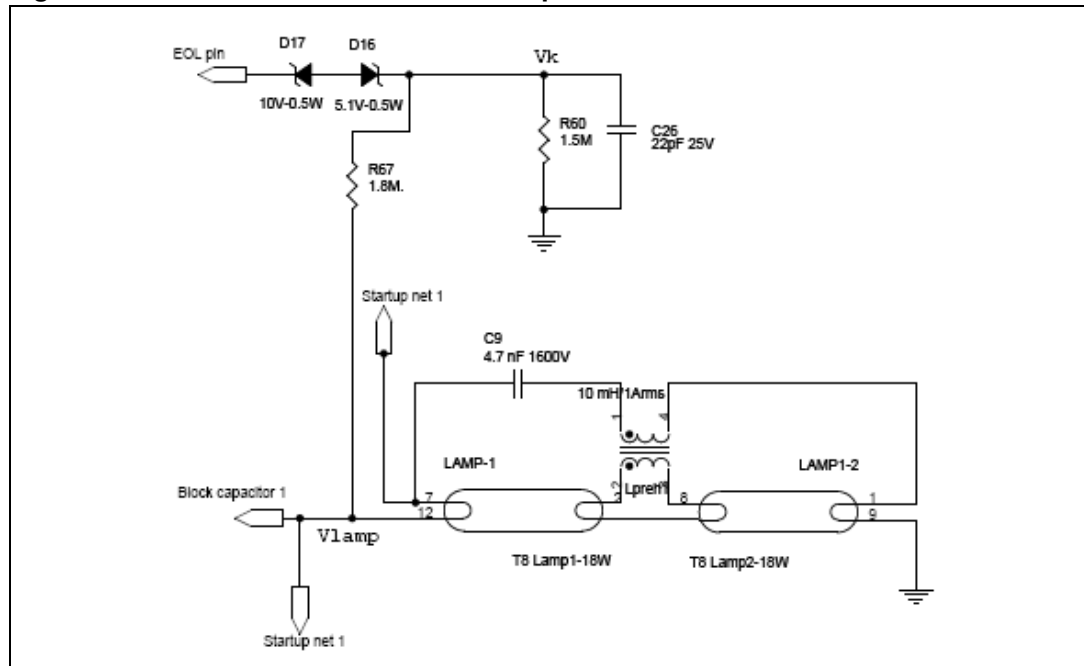 D17
D16
EOL pin
Vk
10V-0.5W
5.1V-0.5W
R60
1.5M
C26
22pF 25V
R67
1.8M.
Startup net 1
C9
4.7 nF 1600V
10 mH/1Arms
1
4
LAMP-1
LAMP1-2
Block capacitor 1
7
12
2
Lpreh1
8
1
9
Vlamp
T8 Lamp1-18W
T8 Lamp2-18W
Startup net 1